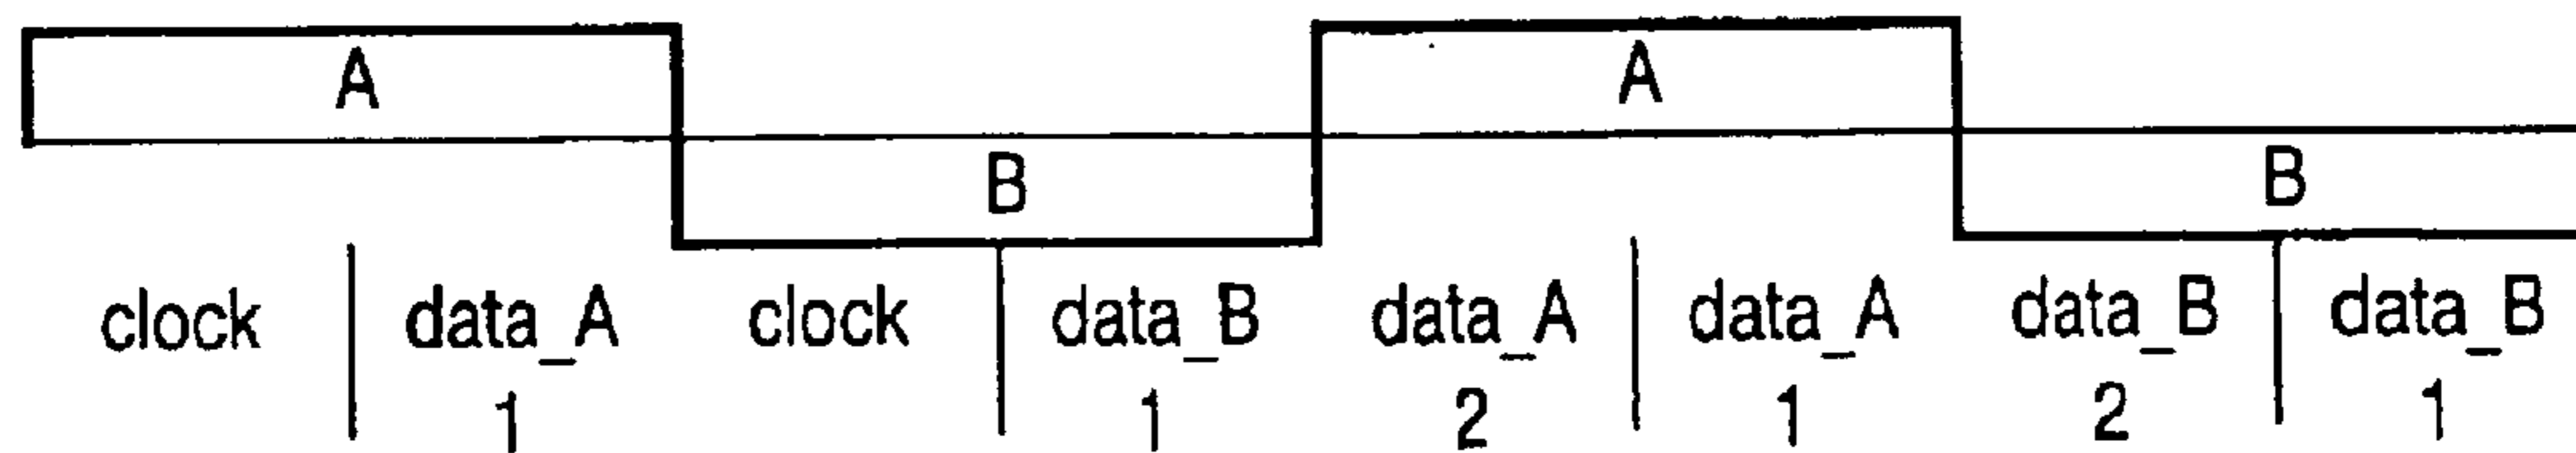 A A
B B
clock data_A clock data_B data_A data_A data_B data_B
1 1 2 1 2 1